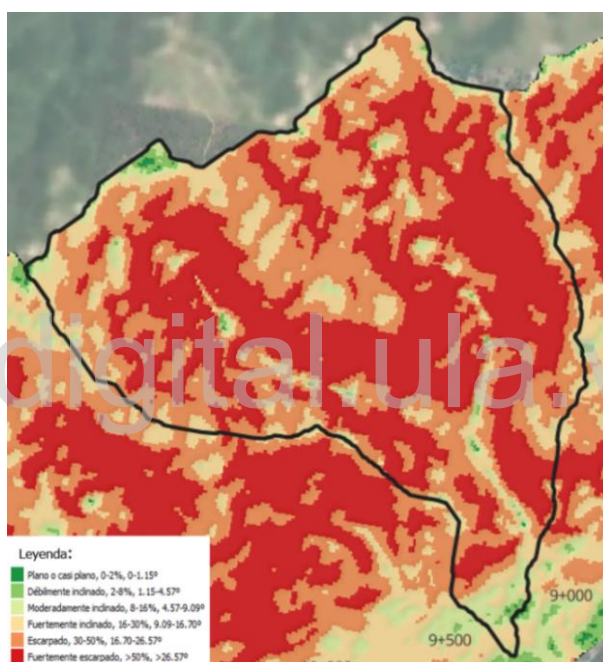 digital.ula.
Leyenda:
Plano o casi plano, 0-2%, 0-1.15º
Débilmente inclinado, 2-8%, 1.15-4.57º
Moderadamente inclinado, 8-16%, 4.57-9.09º
Fuertemente inclinado, 16-30%, 9.09-16.70º
Escarpado, 30-50%, 16.70-26.57º
Fuertemente escarpado, >50%, >26.57º
9+000
9+500